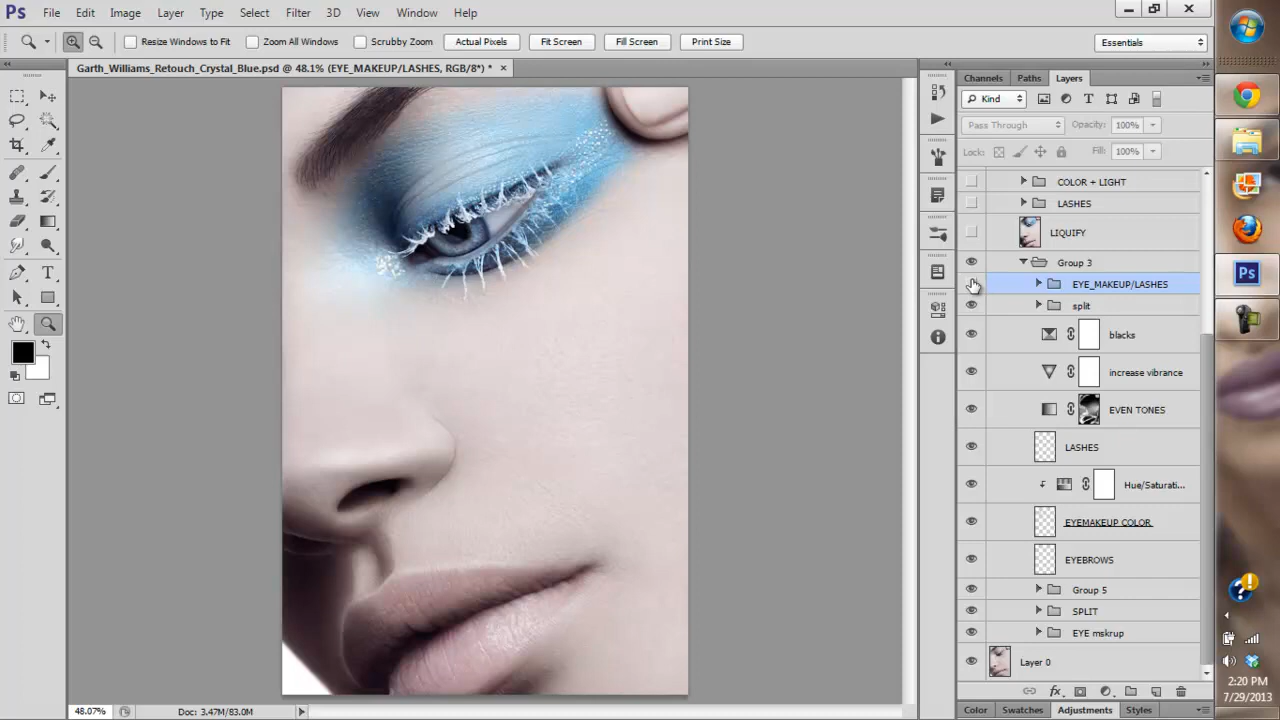 Ps File Edit Image Layer Type Select Filter 3D View Window Help
Resize Windows to Fit Zoom All Windows Scrubby Zoom Actual Pixels Fit Screen Fill Screen Print Size Essentials
Garth_Williams_Retouch_Crystal_Blue.psd @ 48.1% (EYE_MAKEUP/LASHES, RGB/8*) *
Channels Paths Layers
Kind
Pass Through Opacity: 100%
Lock: Fill: 100%
COLOR + LIGHT
LASHES
LIQUIFY
Group 3
EYE_MAKEUP/LASHES
split
blacks
increase vibrance
EVEN TONES
LASHES
Hue/Saturati...
EYEMAKEUP COLOR
EYEBROWS
Group 5
SPLIT
EYE mskrup
Layer 0
Color Swatches Adjustments Styles
48.07% Doc: 3.47M/83.0M
Ps
2:20 PM
7/29/2013